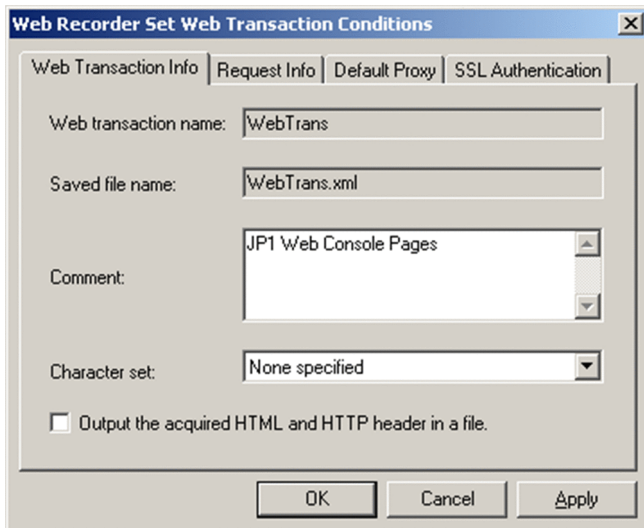 Web Recorder Set Web Transaction Conditions
Web Transaction Info Request Info Default Proxy SSL Authentication
Web transaction name: WebTrans
Saved file name: WebTrans.xml
JP1 Web Console Pages
Comment:
Character set: None specified
Output the acquired HTML and HTTP header in a file.
OK Cancel Apply